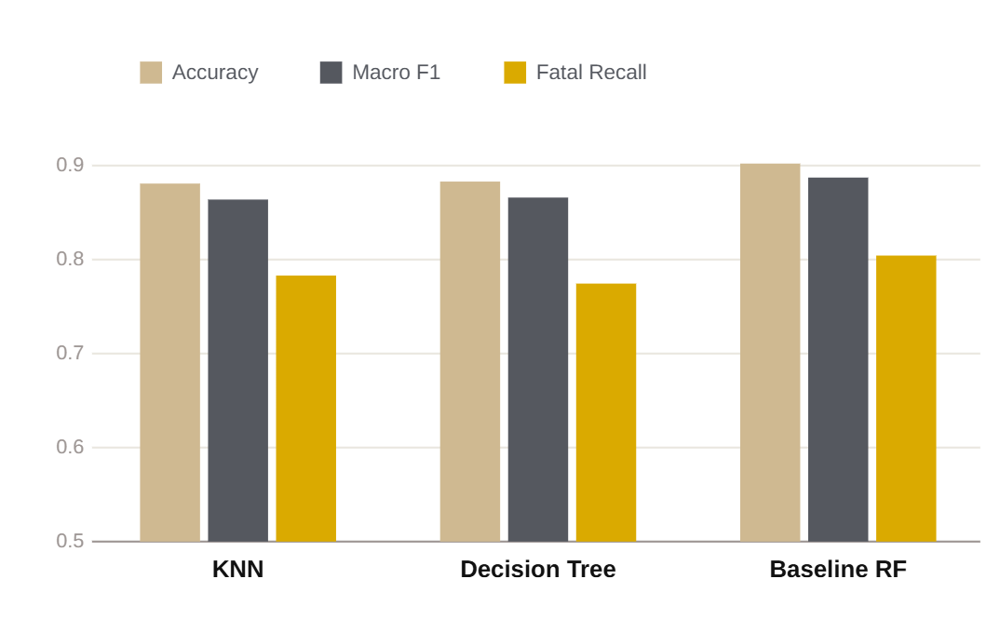 Accuracy Macro F1 Fatal Recall
0.9
0.8
0.7
0.6
0.5
KNN Decision Tree Baseline RF